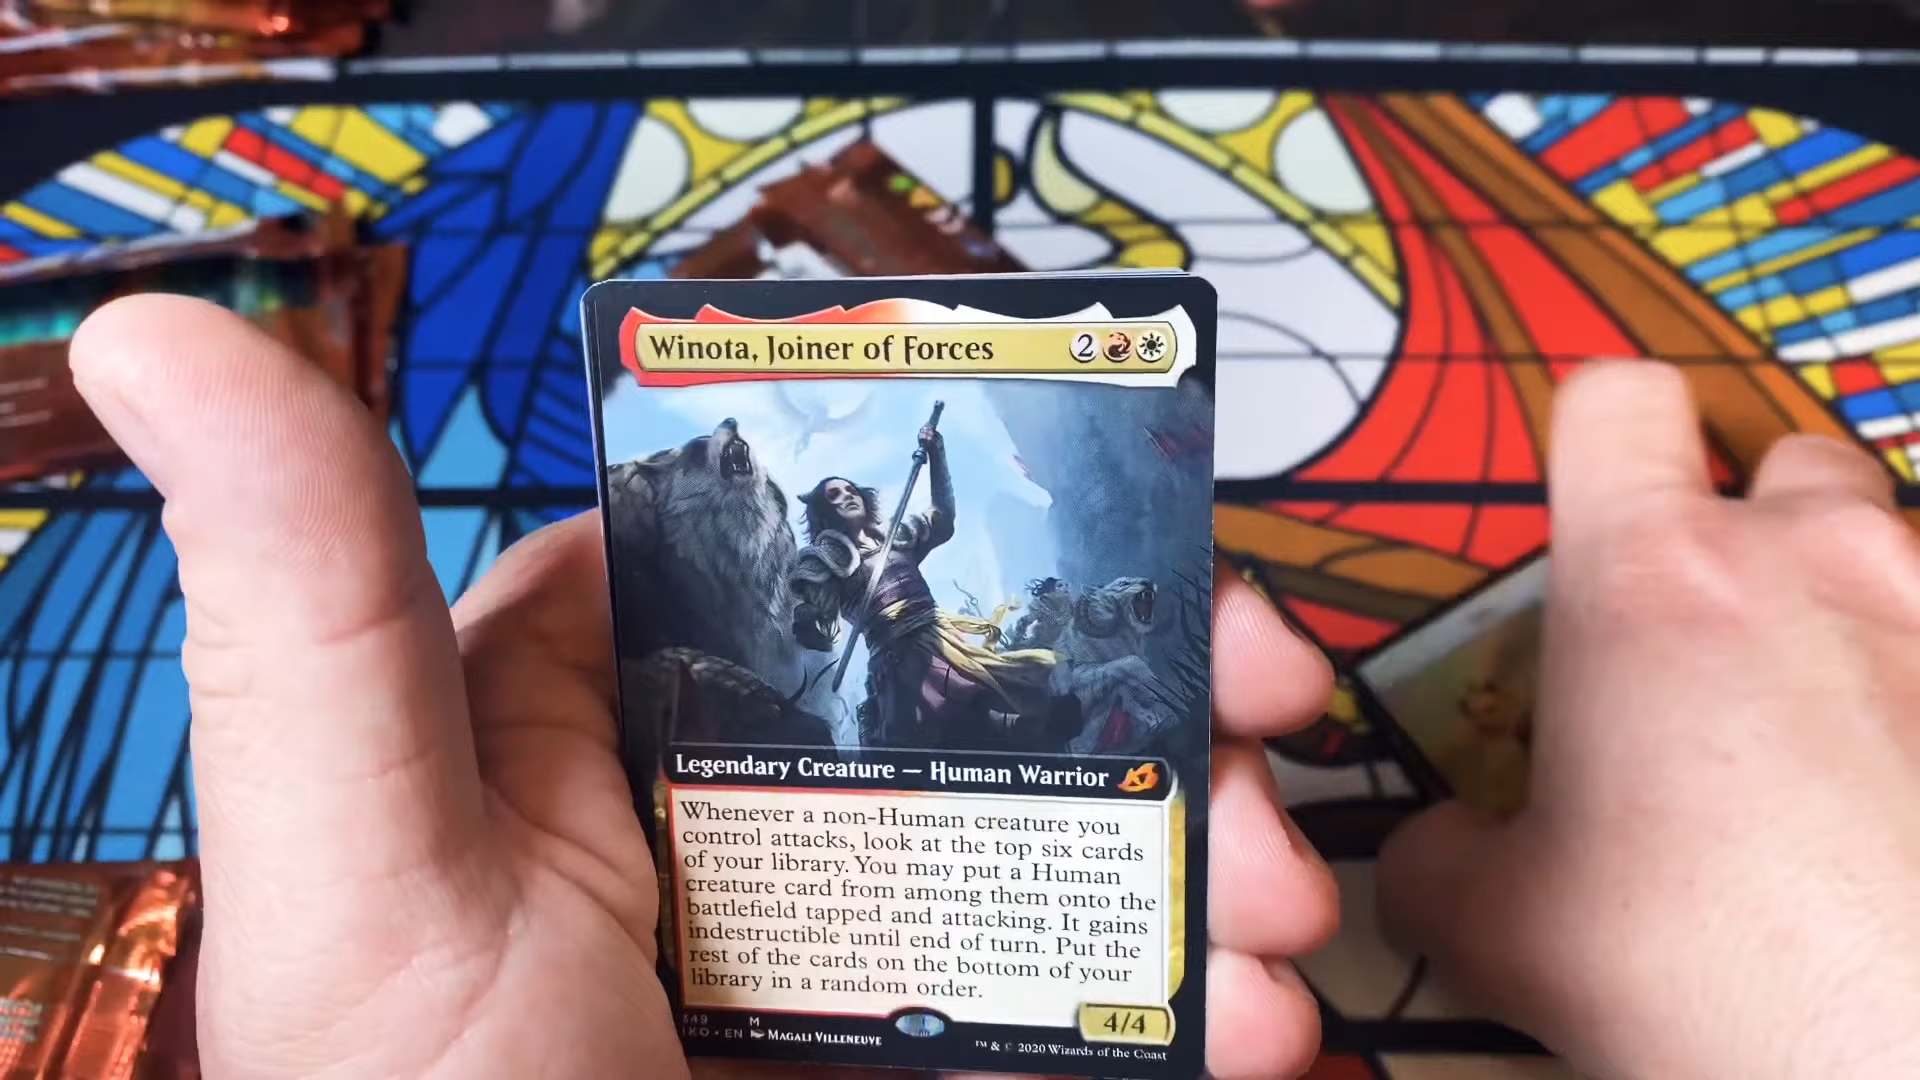 Winota, Joiner of Forces 2
Legendary Creature — Human Warrior
Whenever a non-Human creature you
control attacks, look at the top six cards
of your library. You may put a Human
creature card from among them onto the
battlefield tapped and attacking. It gains
indestructible until end of turn. Put the
rest of the cards on the bottom of your
library in a random order.
4/4
349 M
IKO • EN MAGALI VILLENEUVE
™ & © 2020 Wizards of the Coast